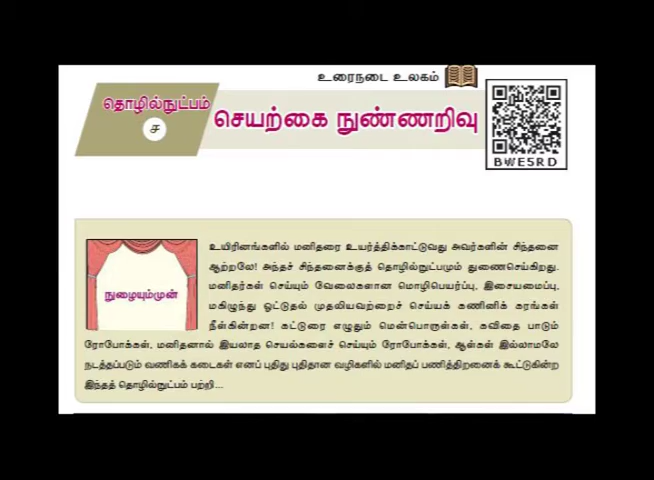 உரைநடை உலகம்
தொழில்நுட்பம்
௪
செயற்கை நுண்ணறிவு
BWE5RD
உயிரினங்களில் மனிதரை உயர்த்திக்காட்டுவது அவர்களின் சிந்தனை
ஆற்றலே! அந்தச் சிந்தனைக்குத் தொழில்நுட்பமும் துணைசெய்கிறது.
மனிதர்கள் செய்யும் வேலைகளான மொழிபெயர்ப்பு, இசையமைப்பு,
நுழையும்முன்
மகிழுந்து ஓட்டுதல் முதலியவற்றைச் செய்யக் கணினிக் கரங்கள்
நீள்கின்றன! கட்டுரை எழுதும் மென்பொருள்கள், கவிதை பாடும்
ரோபோக்கள், மனிதனால் இயலாத செயல்களைச் செய்யும் ரோபோக்கள், ஆள்கள் இல்லாமலே
நடத்தப்படும் வணிகக் கடைகள் எனப் புதிது புதிதான வழிகளில் மனிதப் பணித்திறனைக் கூட்டுகின்ற
இந்தத் தொழில்நுட்பம் பற்றி...